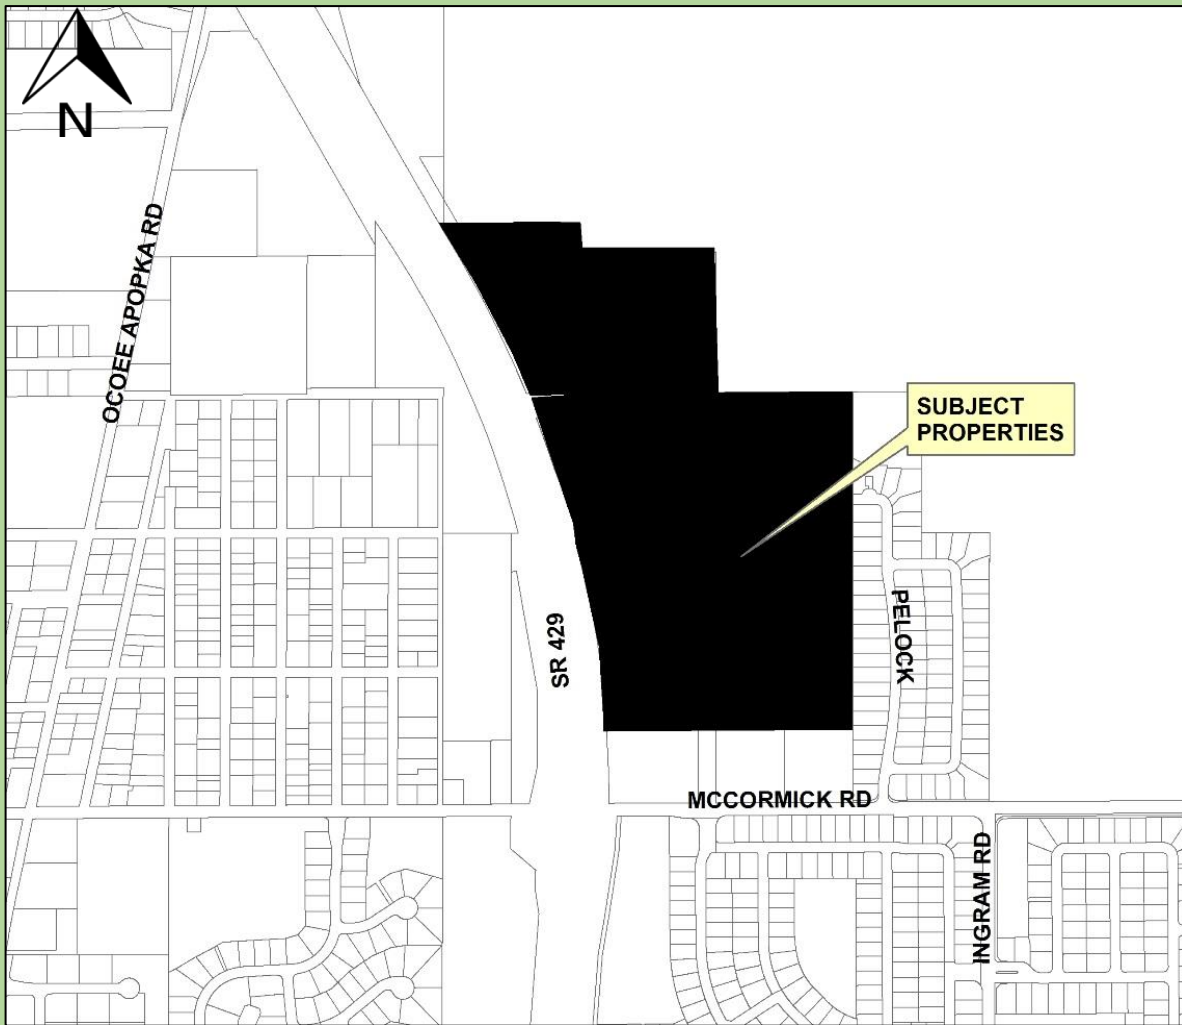 N
OCOEE APOPKA RD
SUBJECT
PROPERTIES
PELOCK
SR 429
MCCORMICK RD
INGRAM RD